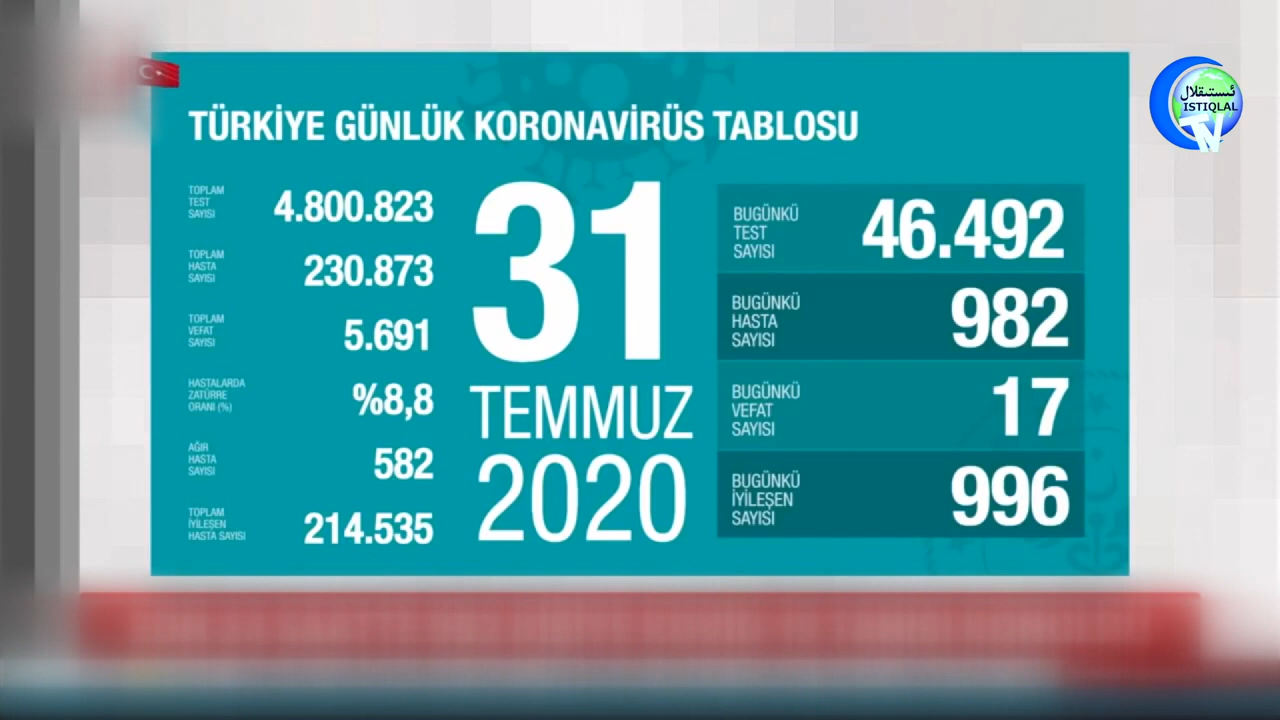 TÜRKİYE GÜNLÜK KORONAVİRÜS TABLOSU
TOPLAM
TEST
SAYISI
4.800.823
TOPLAM
HASTA
SAYISI
230.873
TOPLAM
VEFAT
SAYISI
5.691
HASTALARDA
ZATÜRRE
ORANI (%)
%8,8
AĞIR
HASTA
SAYISI
582
TOPLAM
İYİLEŞEN
HASTA SAYISI
214.535
31
TEMMUZ
2020
BUGÜNKÜ
TEST
SAYISI
46.492
BUGÜNKÜ
HASTA
SAYISI
982
BUGÜNKÜ
VEFAT
SAYISI
17
BUGÜNKÜ
İYİLEŞEN
SAYISI
996
ئىستىقلال
ISTIQLAL
TV